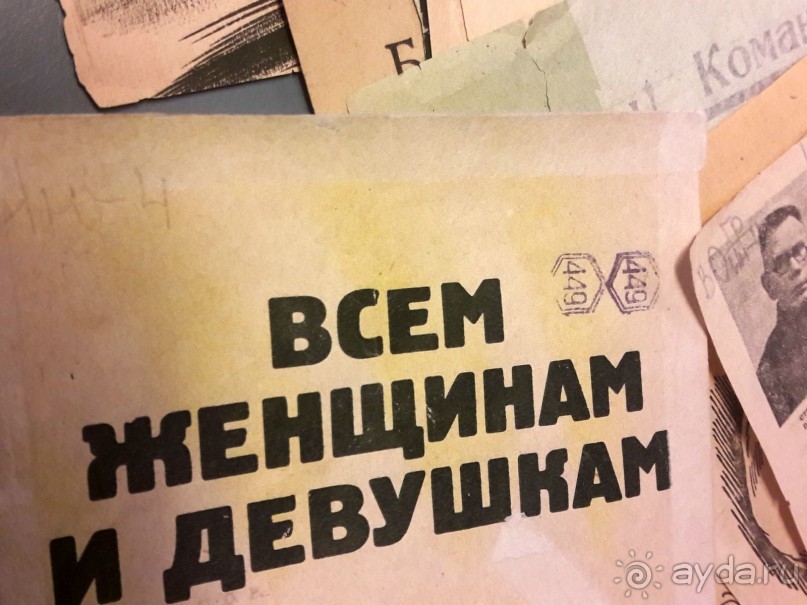 Б
Кома
449 449
ВСЕМ
ЖЕНЩИНАМ
И ДЕВУШКАМ
ayda.ru